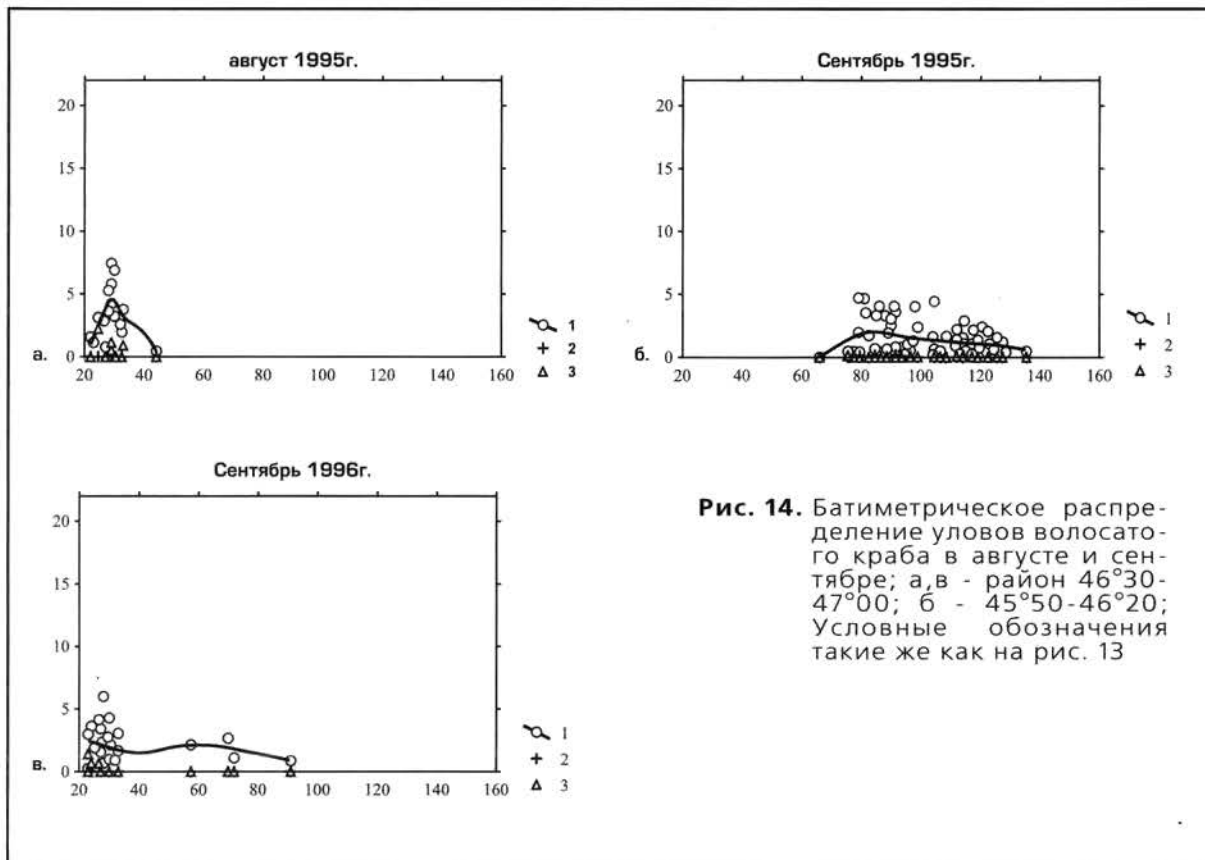 август 1995г.
20 40 60 80 100 120 140 160
20
15
10
5
0
а.
1
2
3
Сентябрь 1995г.
20
15
10
5
0
20 40 60 80 100 120 140 160
б.
1
2
3
Сентябрь 1996г.
20
15
10
5
0
20 40 60 80 100 120 140 160
в.
1
2
3
Рис. 14. Батиметрическое распре-
деление уловов волосато-
го краба в августе и сен-
тябре; а,в - район 46°30-
47°00; б - 45°50-46°20;
Условные обозначения
такие же как на рис. 13